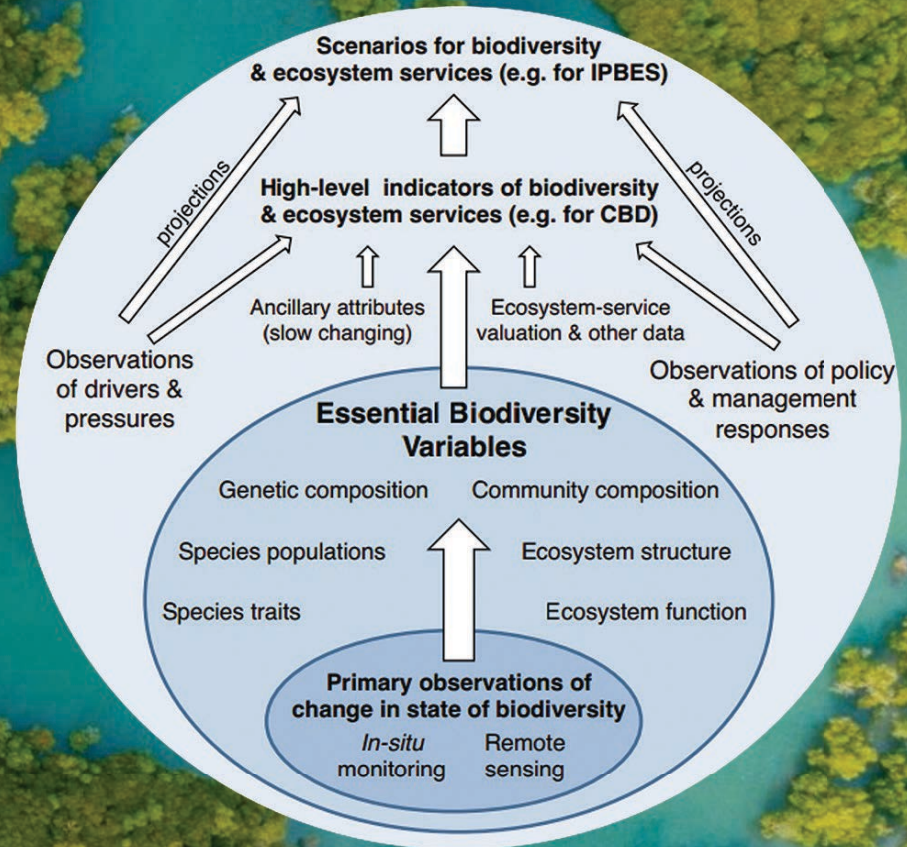 Scenarios for biodiversity
& ecosystem services (e.g. for IPBES)
projections
projections
High-level indicators of biodiversity
& ecosystem services (e.g. for CBD)
Ancillary attributes
(slow changing)
Ecosystem-service
valuation & other data
Observations
of drivers &
pressures
Observations of policy
& management
responses
Essential Biodiversity
Variables
Genetic composition
Community composition
Species populations
Ecosystem structure
Species traits
Ecosystem function
Primary observations of
change in state of biodiversity
In-situ
monitoring
Remote
sensing